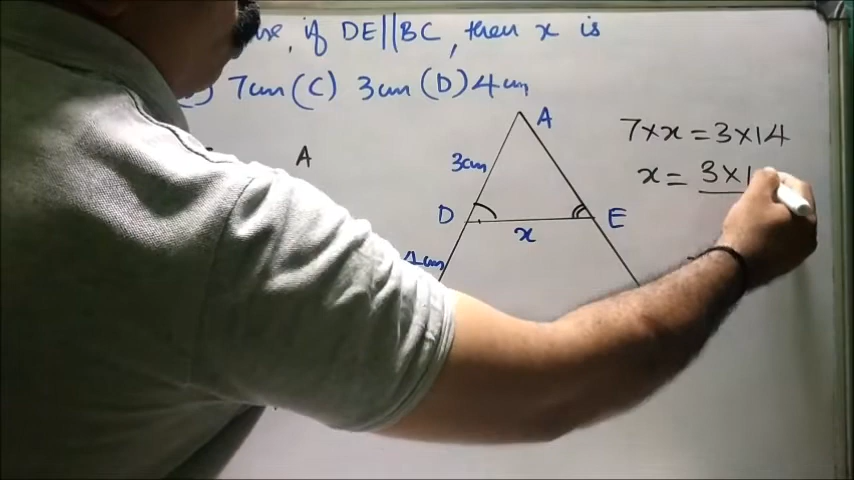 if DE||BC, then x is
) 7cm (C) 3cm (D) 4cm
A
A
7×x = 3×14
3cm
x = 3×1
D
E
x
4cm